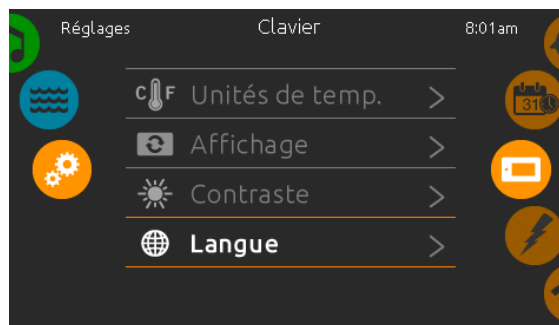 Réglages Clavier 8:01am
C F Unités de temp.
Affichage
Contraste
Langue
31